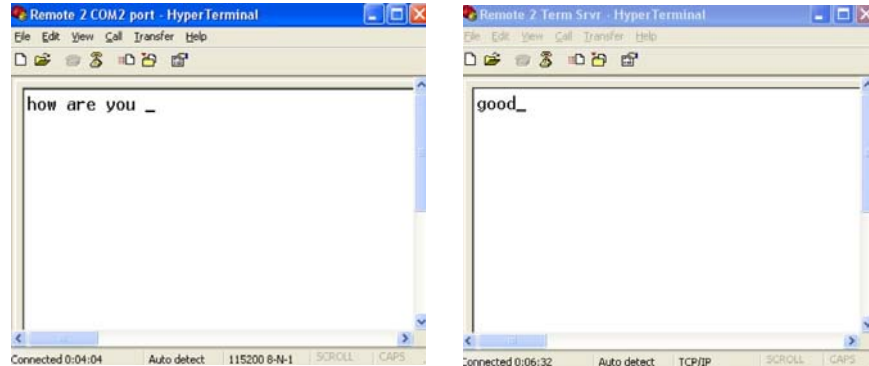 Remote 2 COM2 port - HyperTerminal
File Edit View Call Transfer Help
how are you _
Connected 0:04:04 Auto detect 115200 8-N-1 SCROLL CAPS
Remote 2 Term Srvr - HyperTerminal
File Edit View Call Transfer Help
good_
Connected 0:06:32 Auto detect TCP/IP SCROLL CAPS